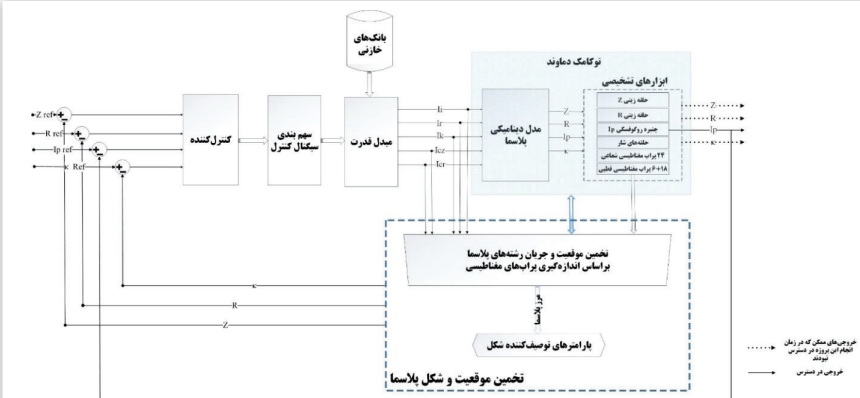 بانک‌های
خازنی
توکامک دماوند
ابزارهای تشخیصی
Z ref
R ref
Ip ref
κ Ref
کنترل‌کننده
سهم بندی
سیگنال کنترل
مبدل قدرت
Ii
Ir
Ik
Icz
Icr
مدل دینامیکی
پلاسما
Z
R
Ip
κ
حلقه زینی Z
حلقه زینی R
چنبره روگوفسکی Ip
حلقه‌های شار
۲۴ پراب مغناطیسی شعاعی
۶+۱۸ پراب مغناطیسی قطبی
Z
R
Ip
κ
تخمین موقعیت و جریان رشته‌های پلاسما
براساس اندازه‌گیری پراب‌های مغناطیسی
مرز پلاسما
پارامترهای توصیف‌کننده شکل
تخمین موقعیت و شکل پلاسما
κ
R
Z
خروجی‌های ممکن که در زمان
انجام این پروژه در دسترس
نبودند
خروجی در دسترس